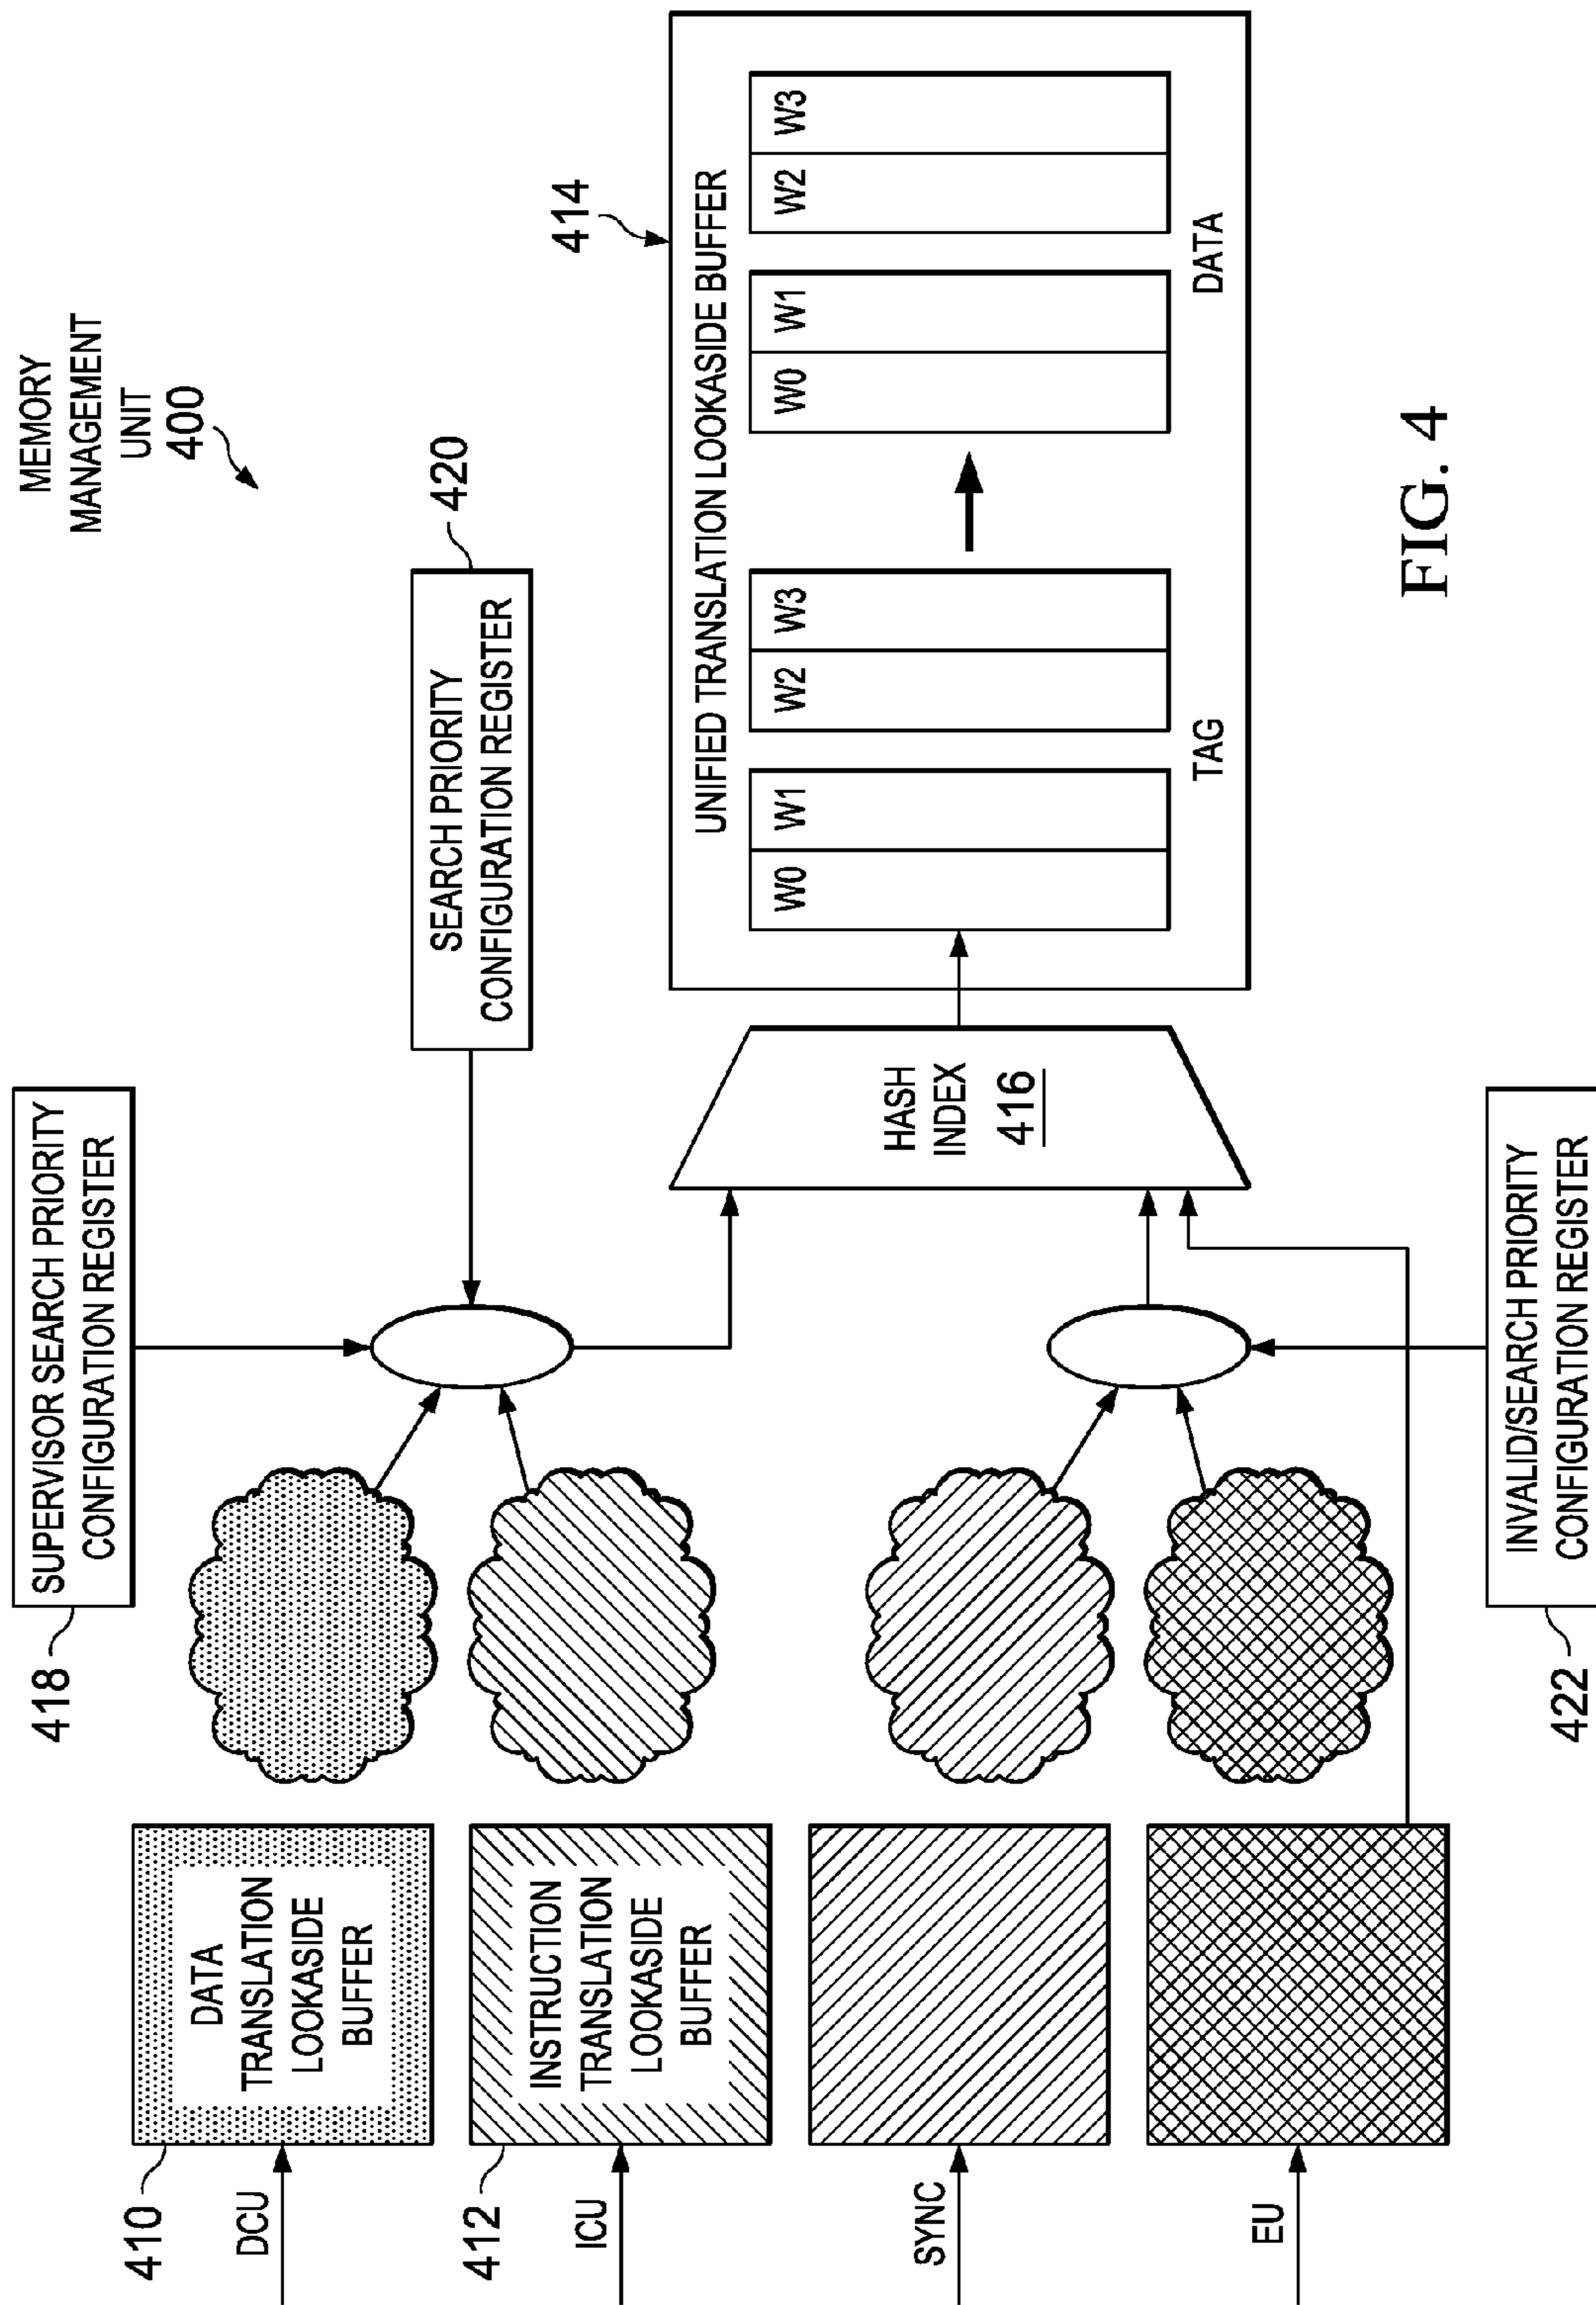 MEMORY
MANAGEMENT
UNIT
400
418
SUPERVISOR SEARCH PRIORITY
CONFIGURATION REGISTER
420
SEARCH PRIORITY
CONFIGURATION REGISTER
410
DCU
DATA
TRANSLATION
LOOKASIDE
BUFFER
412
ICU
INSTRUCTION
TRANSLATION
LOOKASIDE
BUFFER
SYNC
EU
HASH
INDEX
416
414
UNIFIED TRANSLATION LOOKASIDE BUFFER
W0 W1 W2 W3 W0 W1 W2 W3
TAG DATA
422
INVALID/SEARCH PRIORITY
CONFIGURATION REGISTER
FIG. 4